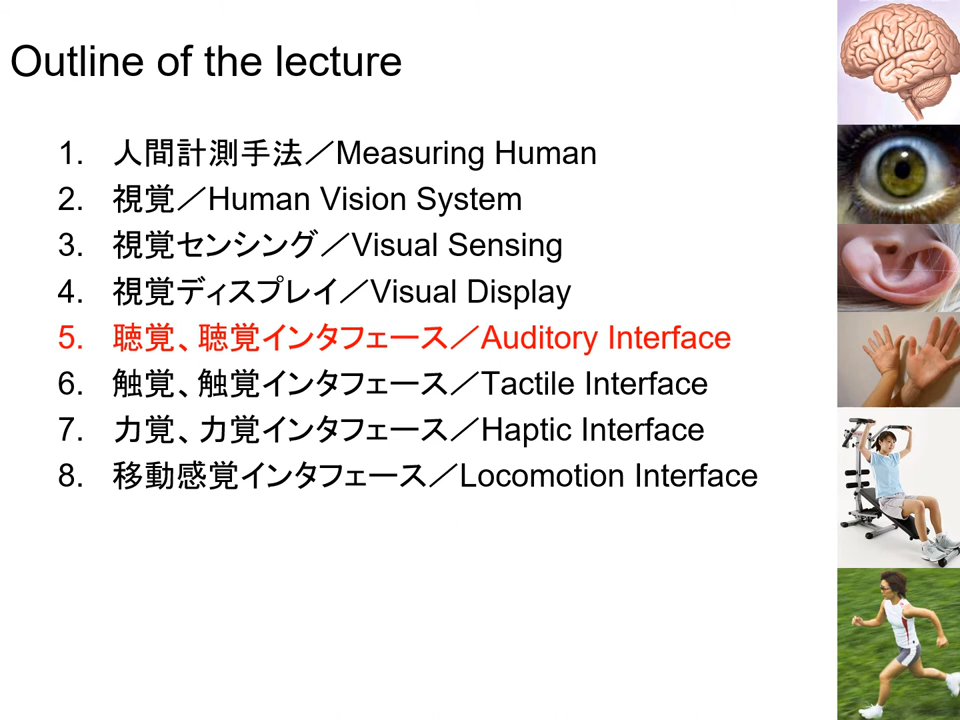 Outline of the lecture
1. 人間計測手法／Measuring Human
2. 視覚／Human Vision System
3. 視覚センシング／Visual Sensing
4. 視覚ディスプレイ／Visual Display
5. 聴覚、聴覚インタフェース／Auditory Interface
6. 触覚、触覚インタフェース／Tactile Interface
7. 力覚、力覚インタフェース／Haptic Interface
8. 移動感覚インタフェース／Locomotion Interface